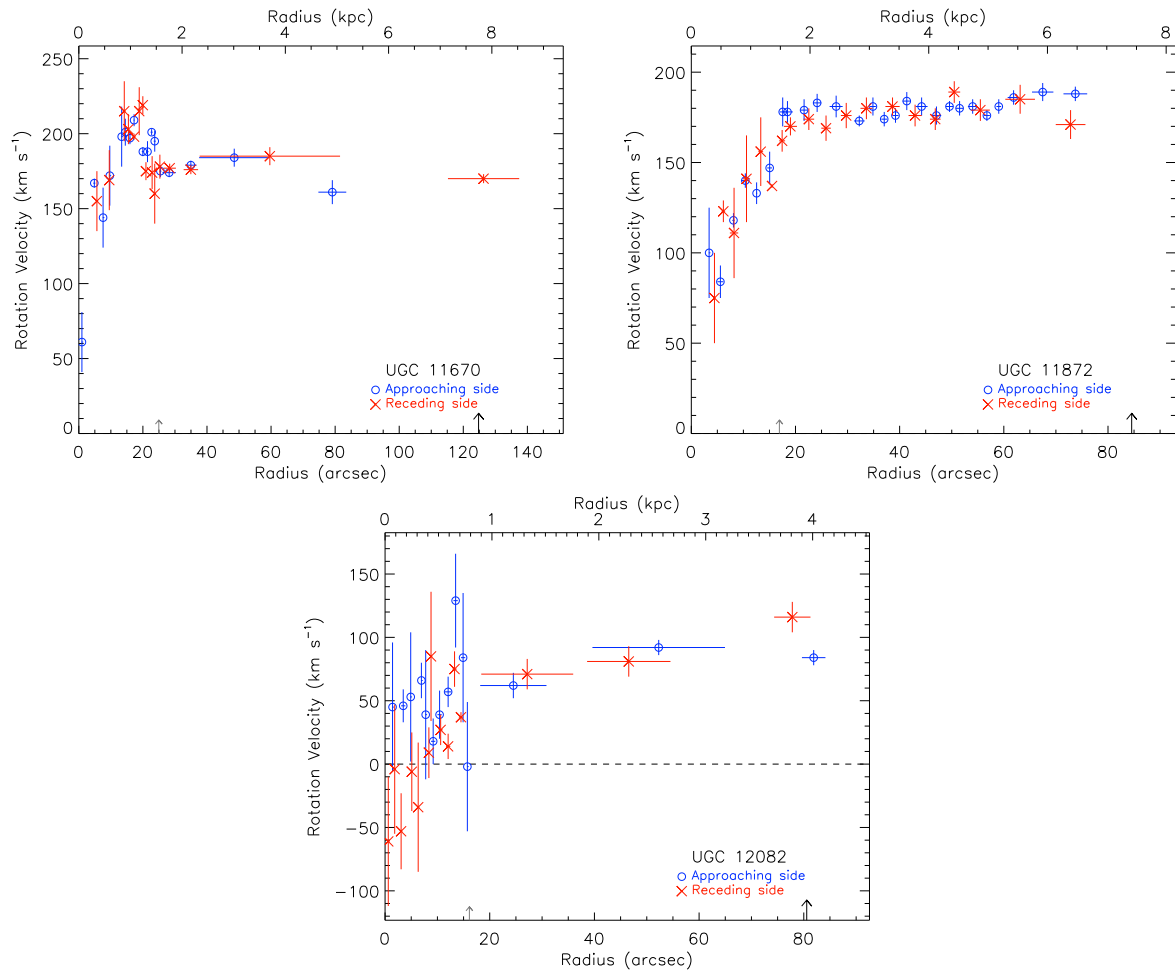 Radius (kpc)
0 2 4 6 8
250
200
150
100
50
0
Rotation Velocity (km s⁻¹)
UGC 11670
Approaching side
Receding side
0 20 40 60 80 100 120 140
Radius (arcsec)
Radius (kpc)
0 2 4 6 8
200
150
100
50
0
Rotation Velocity (km s⁻¹)
UGC 11872
Approaching side
Receding side
0 20 40 60 80
Radius (arcsec)
Radius (kpc)
0 1 2 3 4
150
100
50
0
−50
−100
Rotation Velocity (km s⁻¹)
UGC 12082
Approaching side
Receding side
0 20 40 60 80
Radius (arcsec)